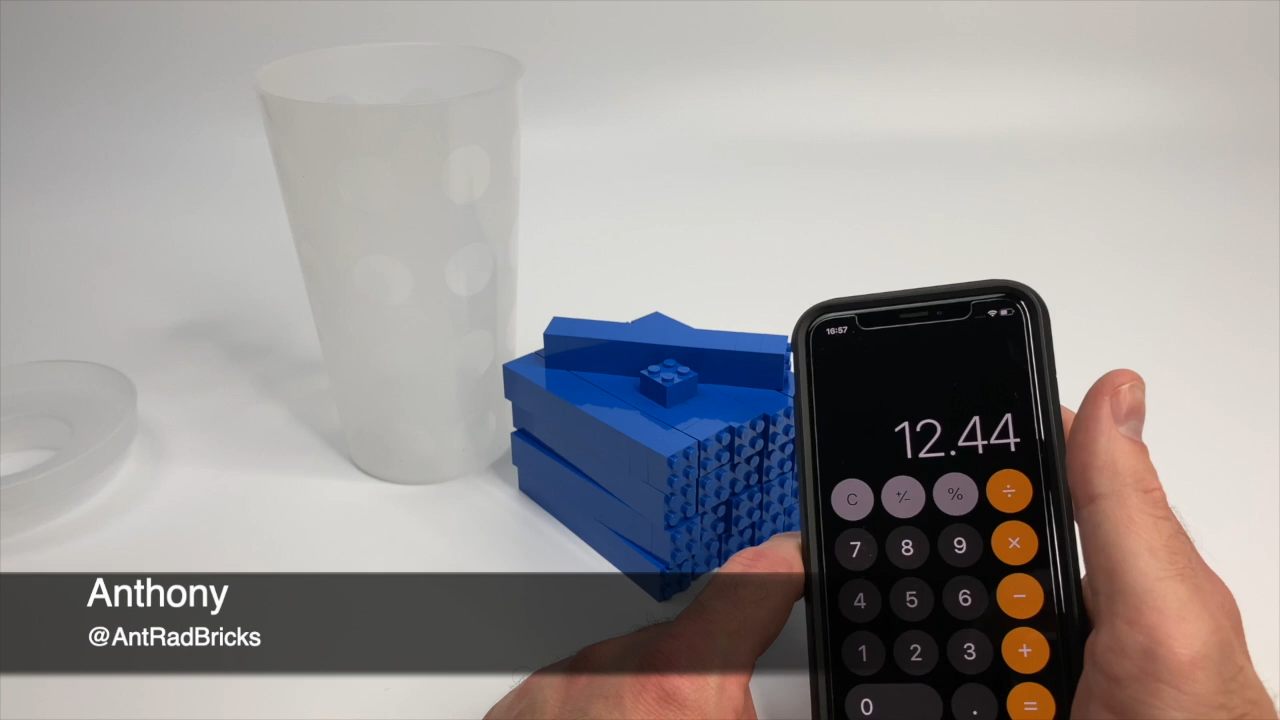 16:57
12.44
C +/- % ÷
7 8 9 ×
4 5 6 −
1 2 3 +
0 . =
Anthony
@AntRadBricks